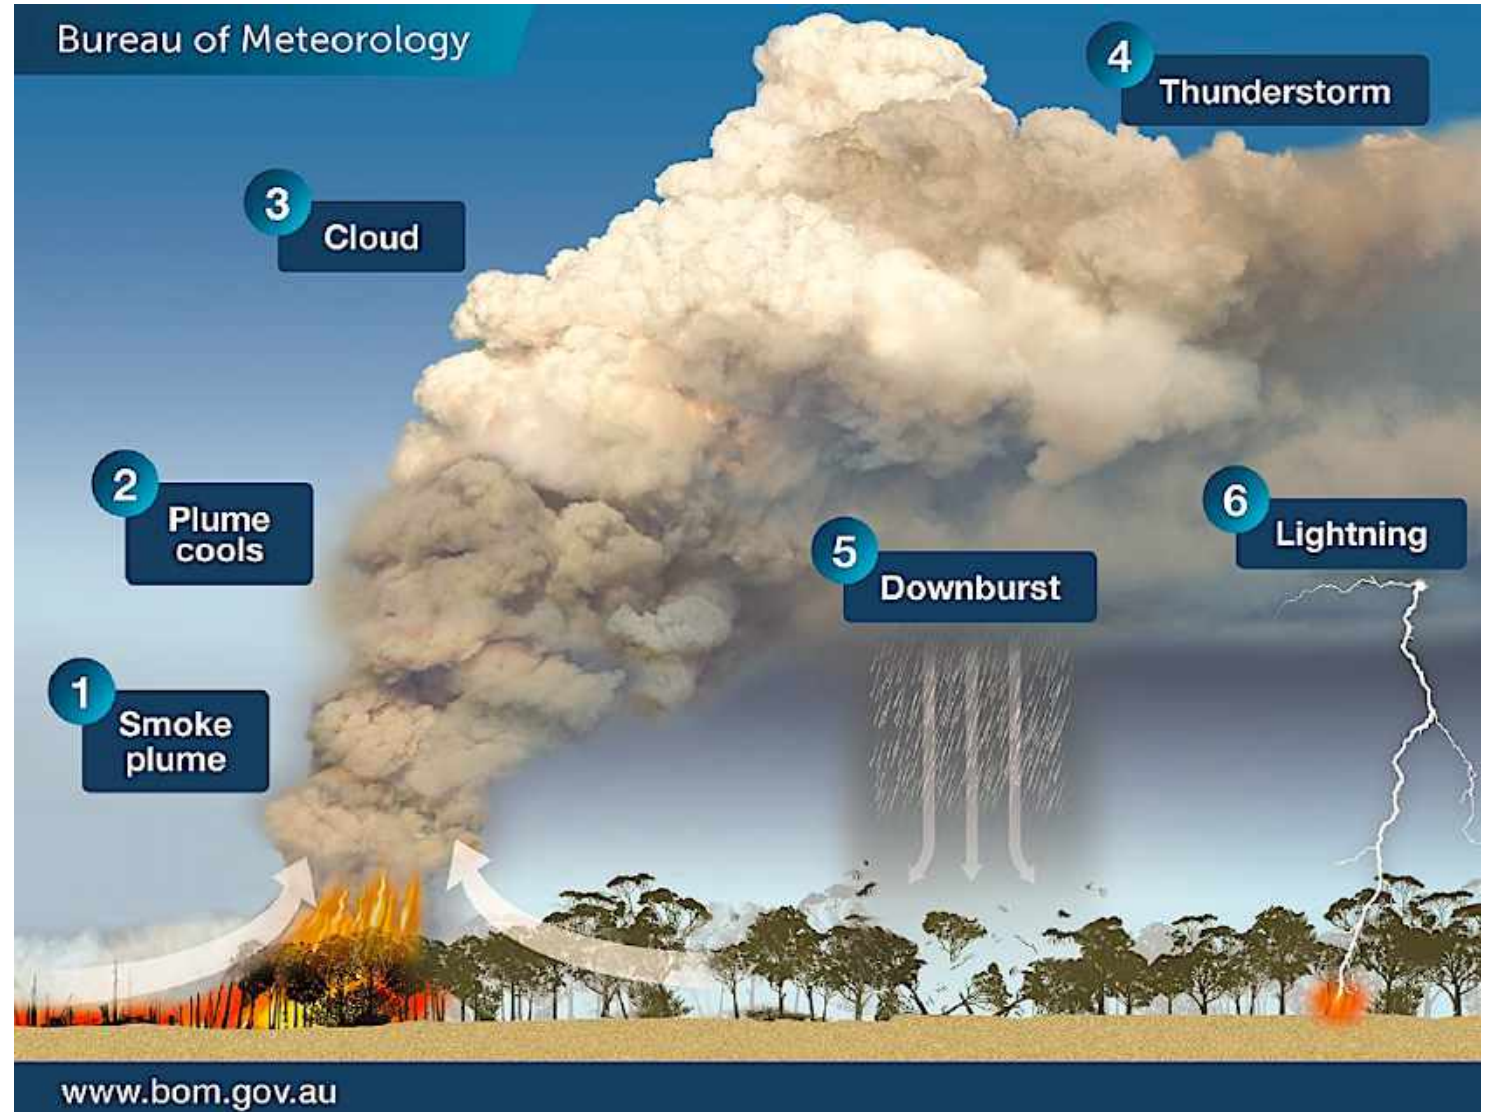 Bureau of Meteorology
4
Thunderstorm
3
Cloud
2
Plume
cools
6
Lightning
5
Downburst
1
Smoke
plume
www.bom.gov.au